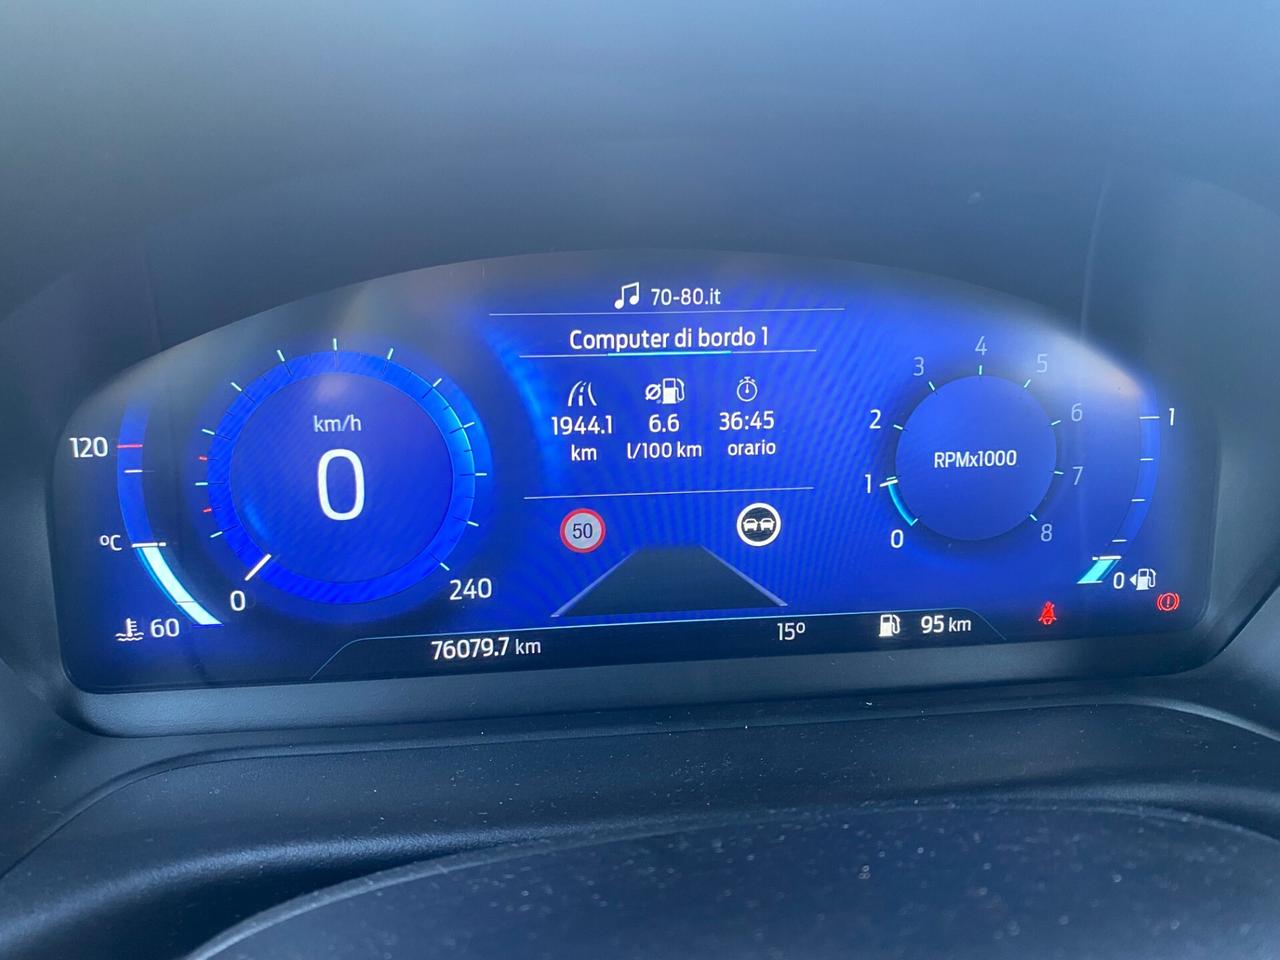 70-80.it
Computer di bordo 1
1944.1 6.6 36:45
km l/100 km orario
50
km/h
0
0
240
120
°C
60
RPMx1000
0
1
2
3
4
5
6
7
8
1
0
76079.7 km
15°
95 km